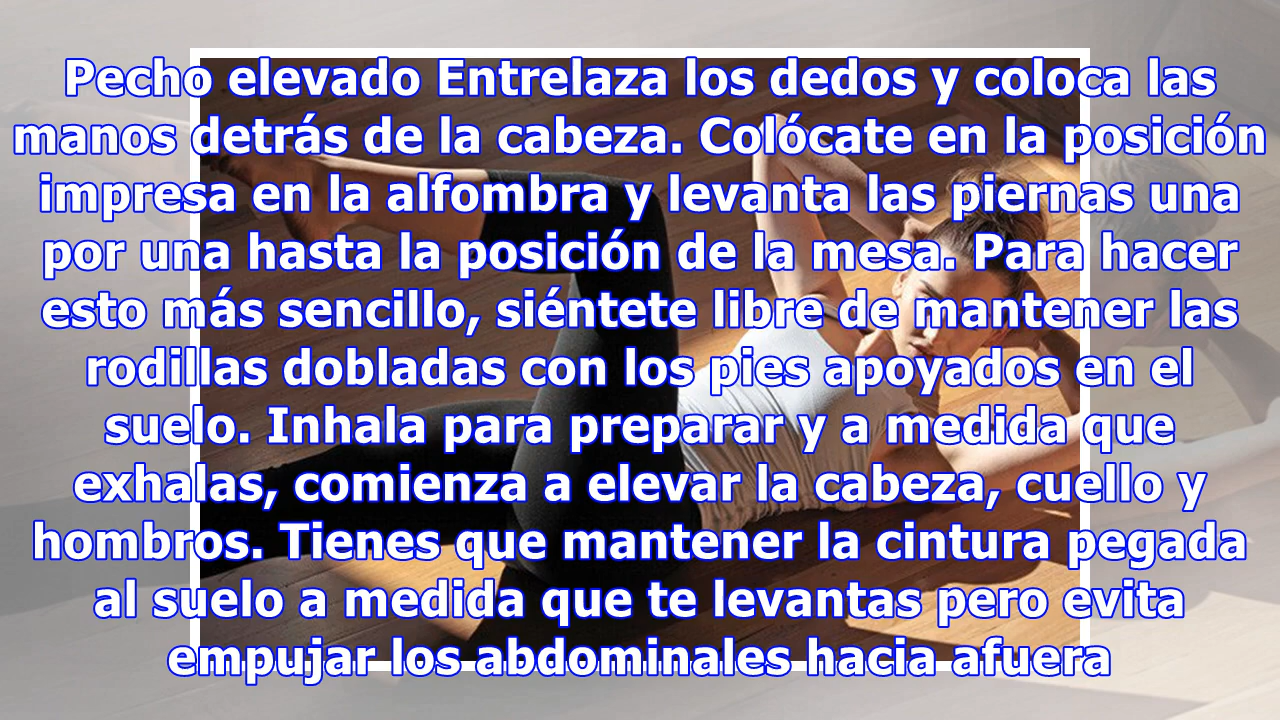 Pecho elevado Entrelaza los dedos y coloca las
manos detrás de la cabeza. Colócate en la posición
impresa en la alfombra y levanta las piernas una
por una hasta la posición de la mesa. Para hacer
esto más sencillo, siéntete libre de mantener las
rodillas dobladas con los pies apoyados en el
suelo. Inhala para preparar y a medida que
exhalas, comienza a elevar la cabeza, cuello y
hombros. Tienes que mantener la cintura pegada
al suelo a medida que te levantas pero evita
empujar los abdominales hacia afuera